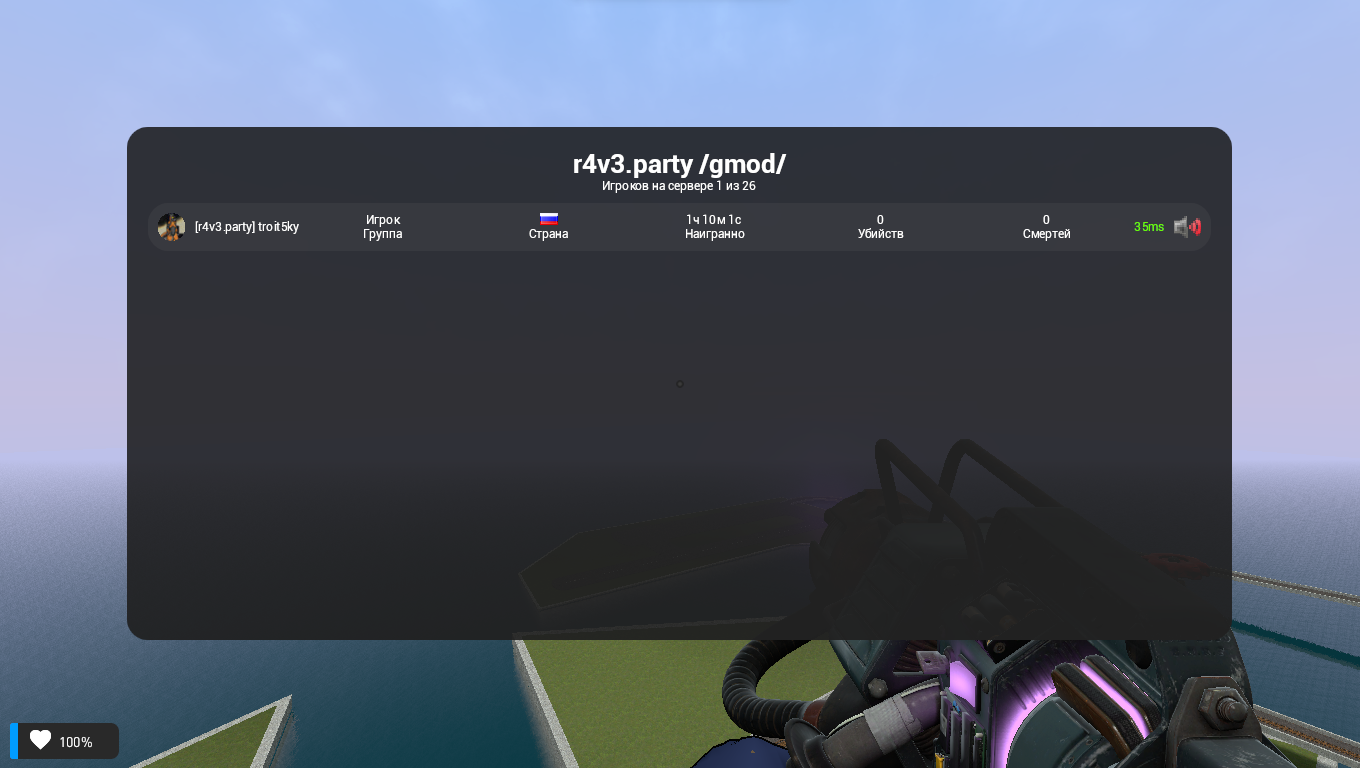 r4v3.party /gmod/
Игроков на сервере 1 из 26
[r4v3.party] troit5ky
Игрок
Группа
Страна
1ч 10м 1с
Наигранно
0
Убийств
0
Смертей
35ms
100%